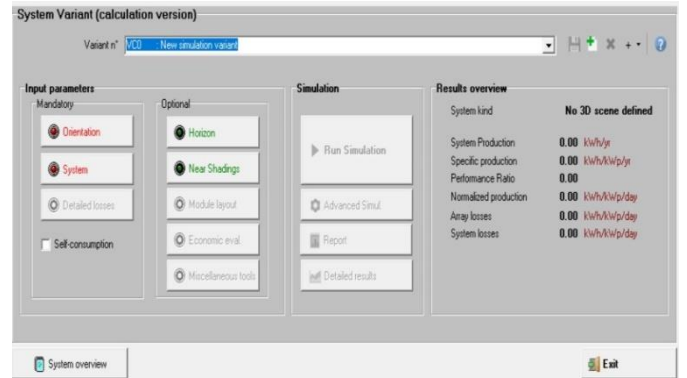 System Variant (calculation version)
Variant n° VC0 : New simulation variant
Input parameters
Mandatory
Orientation
System
Detailed losses
Self-consumption
Optional
Horizon
Near Shadings
Module layout
Economic eval.
Miscellaneous tools
Simulation
Run Simulation
Advanced Simul.
Report
Detailed results
Results overview
System kind No 3D scene defined
System Production 0.00 kWh/yr
Specific production 0.00 kWh/kWp/yr
Performance Ratio 0.00
Normalized production 0.00 kWh/kWp/day
Array losses 0.00 kWh/kWp/day
System losses 0.00 kWh/kWp/day
System overview
Exit